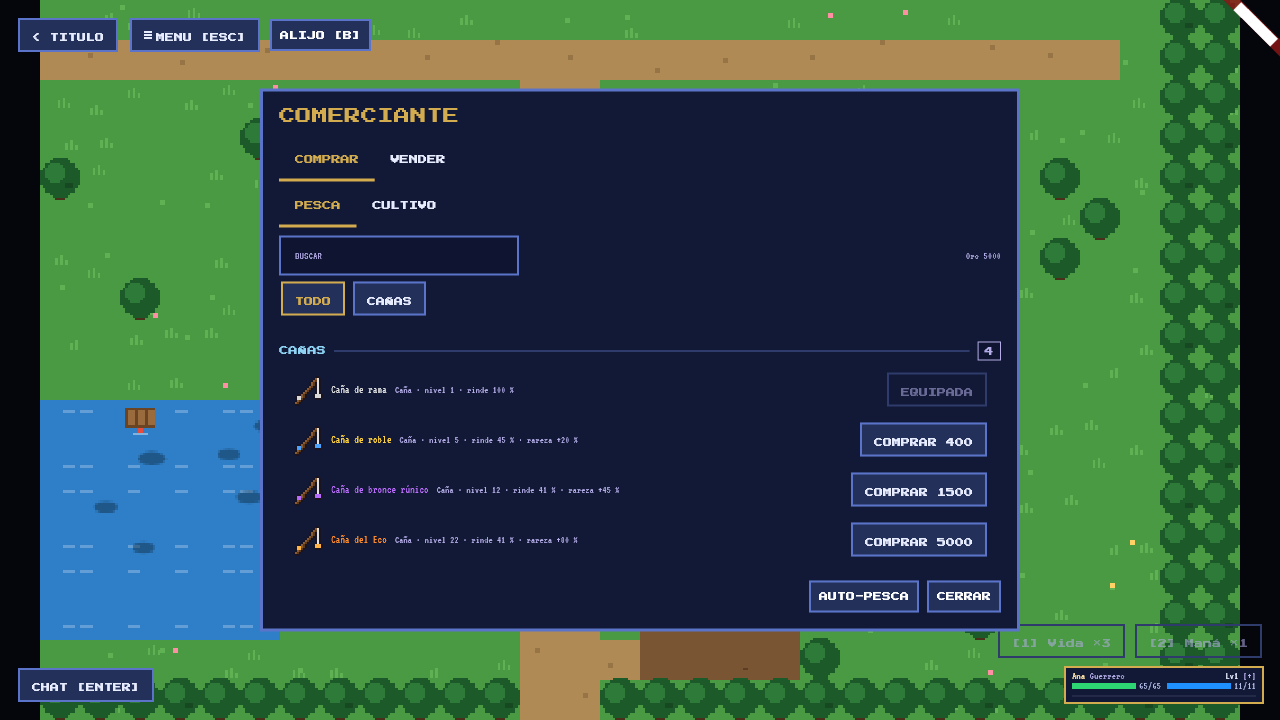 < TITULO
≡ MENU [ESC]
ALIJO [B]
COMERCIANTE
COMPRAR
VENDER
PESCA
CULTIVO
BUSCAR
Oro 5000
TODO
CAÑAS
CAÑAS
4
Caña de rama Caña · nivel 1 · rinde 100 %
EQUIPADA
Caña de roble Caña · nivel 5 · rinde 45 % · rareza +20 %
COMPRAR 400
Caña de bronce rúnico Caña · nivel 12 · rinde 41 % · rareza +45 %
COMPRAR 1500
Caña del Eco Caña · nivel 22 · rinde 41 % · rareza +80 %
COMPRAR 5000
AUTO-PESCA
CERRAR
[1] Vida ×3
[2] Maná ×1
CHAT [ENTER]
Ana Guerrero
Lv1 [+]
65/65
11/11